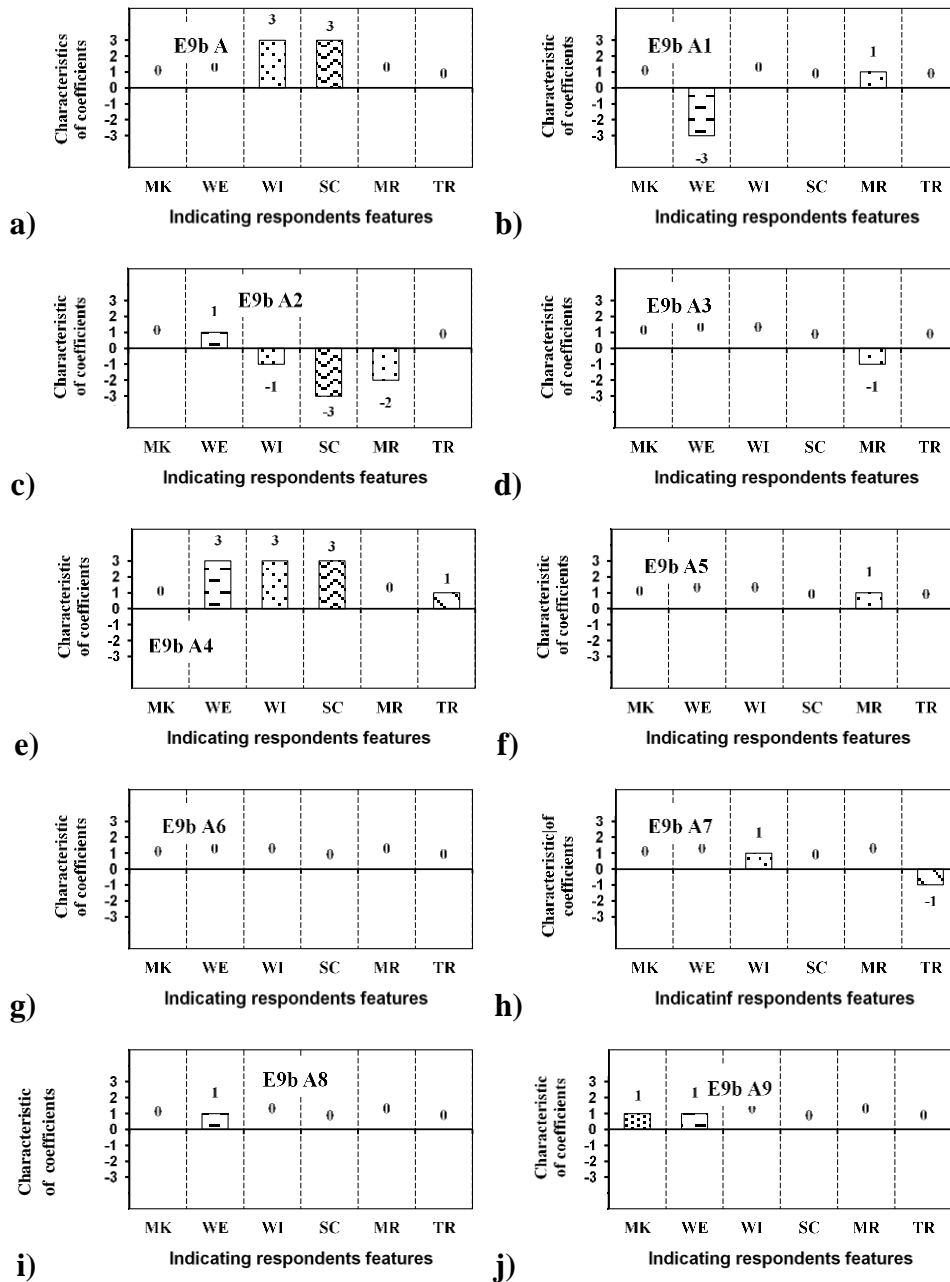 3 3
E9b A
Characteristics
of coefficients
3
2
1
0
-1
-2
-3
0 0 0 0
MK WE WI SC MR TR
Indicating respondents features
a)
E9b A1
1
Characteristic
of coefficients
3
2
1
0
-1
-2
-3
0 0 0 0
-3
MK WE WI SC MR TR
Indicating respondents features
b)
E9b A2
1
Characteristic
of coefficients
3
2
1
0
-1
-2
-3
0 0
-1
-3
-2
MK WE WI SC MR TR
Indicating respondents features
c)
E9b A3
Characteristic
of coefficients
3
2
1
0
-1
-2
-3
0 0 0 0 0
-1
MK WE WI SC MR TR
Indicating respondents features
d)
3 3 3
1
Characteristic
of coefficients
3
2
1
0
-1
-2
-3
0 0
E9b A4
MK WE WI SC MR TR
Indicating respondents features
e)
E9b A5
1
Characteristic
of coefficients
3
2
1
0
-1
-2
-3
0 0 0 0 0
MK WE WI SC MR TR
Indicating respondents features
f)
E9b A6
Characteristic
of coefficients
3
2
1
0
-1
-2
-3
0 0 0 0 0 0
MK WE WI SC MR TR
Indicating respondents features
g)
E9b A7
1
Characteristic|of
coefficients
3
2
1
0
-1
-2
-3
0 0 0 0
-1
MK WE WI SC MR TR
Indicatinf respondents features
h)
E9b A8
1
Characteristic
of coefficients
3
2
1
0
-1
-2
-3
0 0 0 0 0
MK WE WI SC MR TR
Indicating respondents features
i)
1 1 E9b A9
Characteristic
of coefficients
3
2
1
0
-1
-2
-3
0 0 0 0
MK WE WI SC MR TR
Indicating respondents features
j)